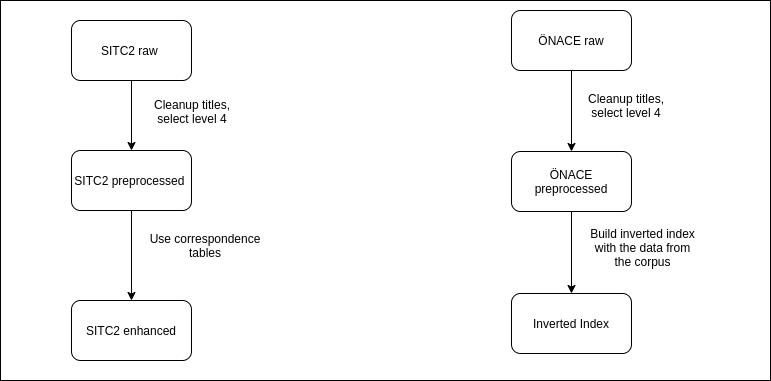 SITC2 raw
Cleanup titles,
select level 4
SITC2 preprocessed
Use correspondence
tables
SITC2 enhanced
ÖNACE raw
Cleanup titles,
select level 4
ÖNACE
preprocessed
Build inverted index
with the data from
the corpus
Inverted Index